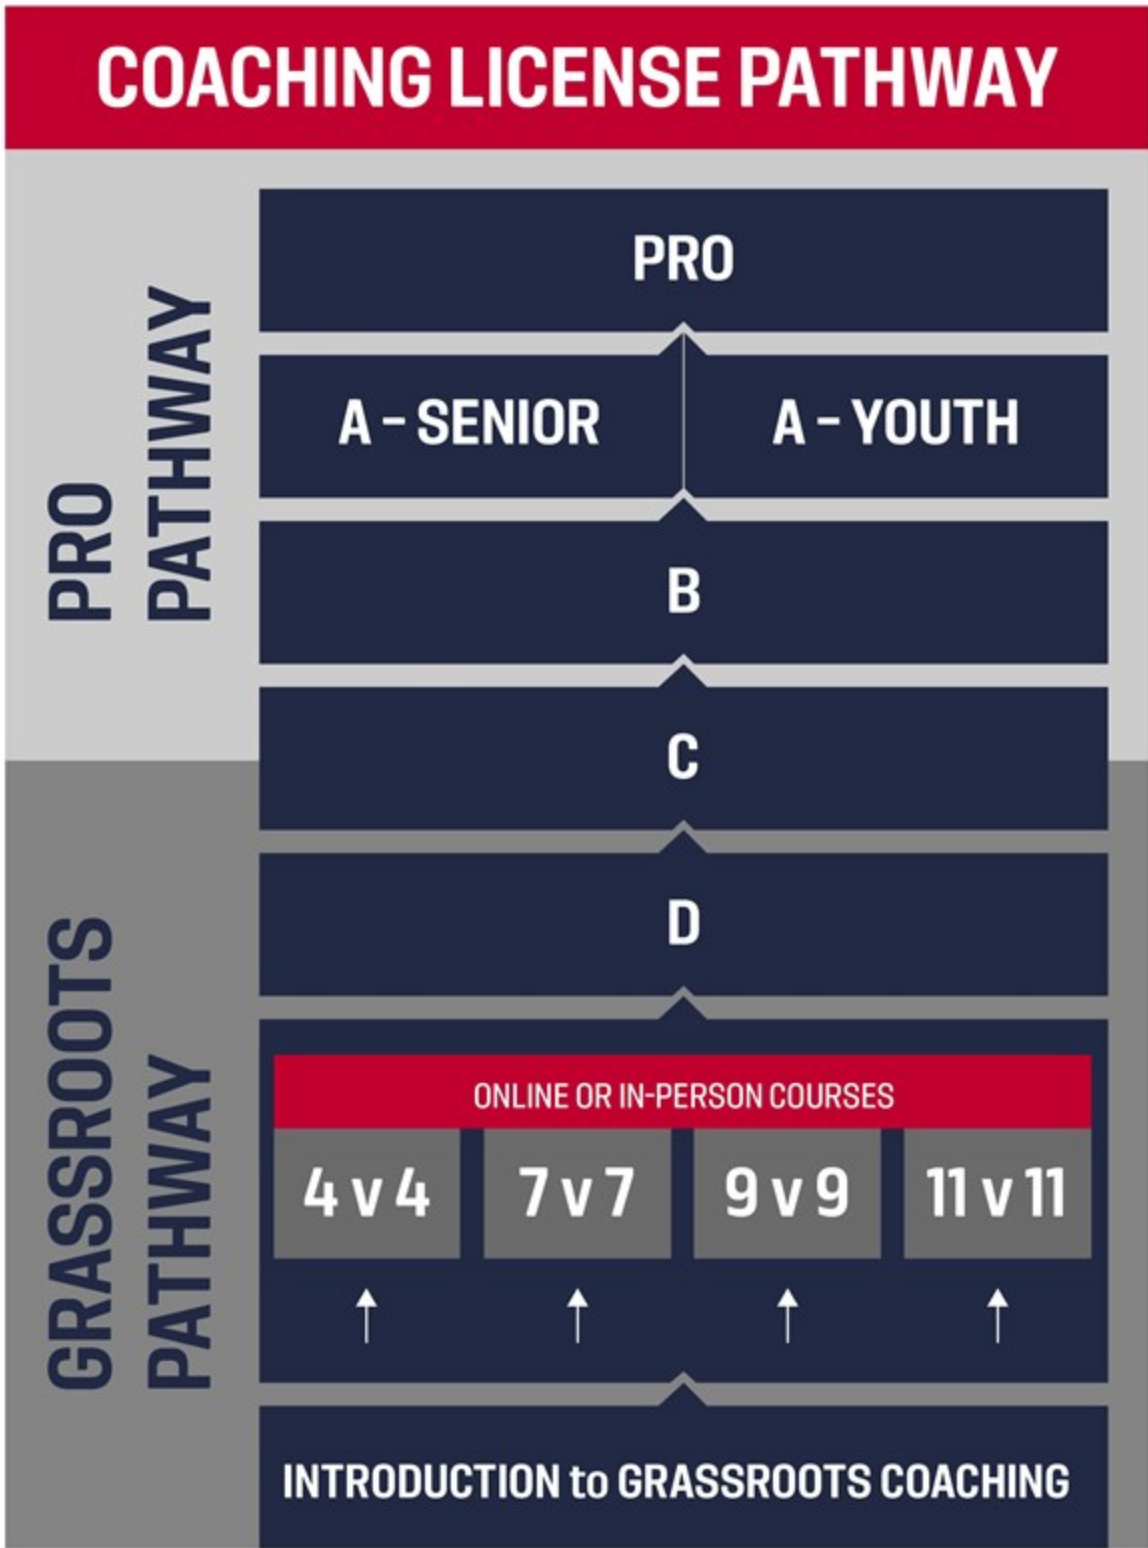 COACHING LICENSE PATHWAY
PRO
PATHWAY
PRO
A – SENIOR
A – YOUTH
B
C
D
GRASSROOTS
PATHWAY
ONLINE OR IN-PERSON COURSES
4 v 4
7 v 7
9 v 9
11 v 11
INTRODUCTION to GRASSROOTS COACHING